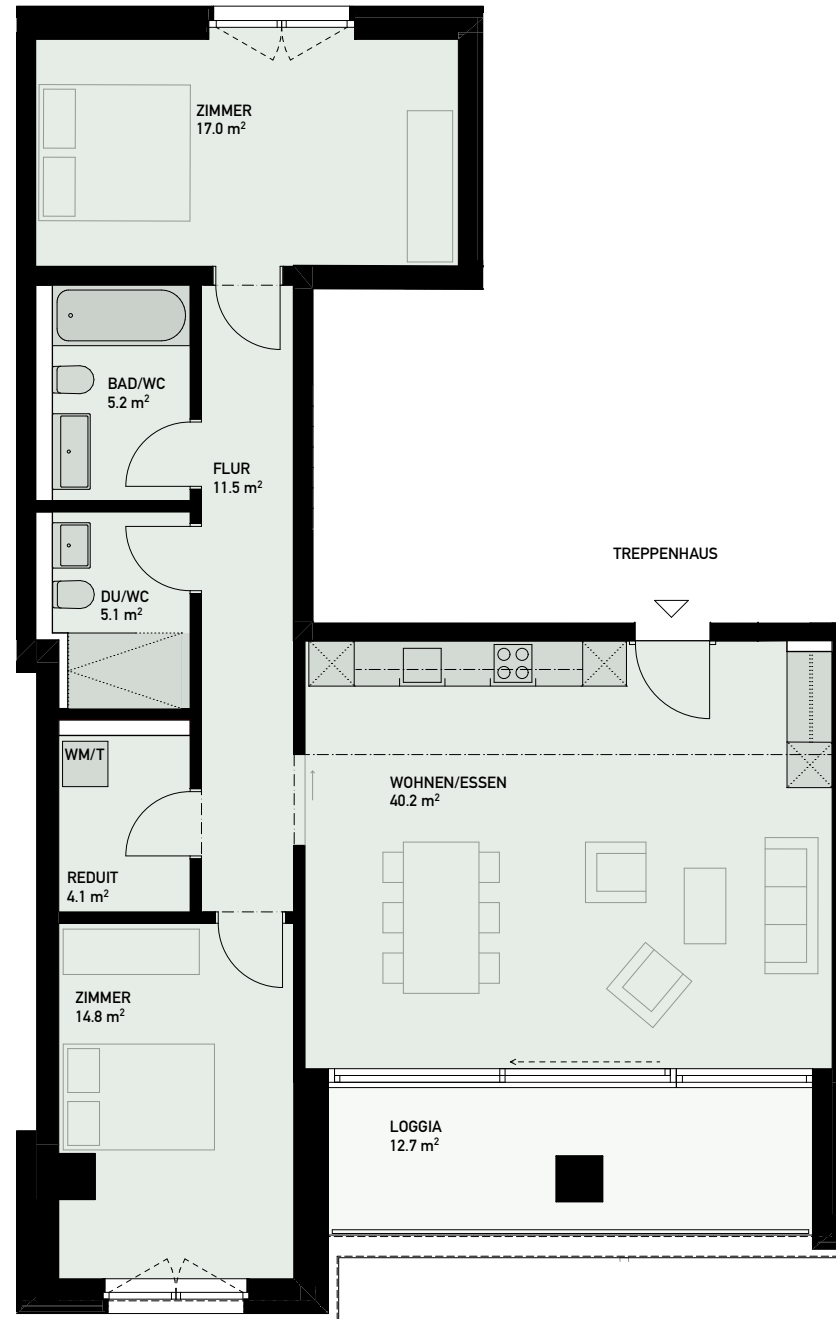 ZIMMER
17.0 m²
BAD/WC
5.2 m²
FLUR
11.5 m²
TREPPENHAUS
DU/WC
5.1 m²
WM/T
WOHNEN/ESSEN
40.2 m²
REDUIT
4.1 m²
ZIMMER
14.8 m²
LOGGIA
12.7 m²